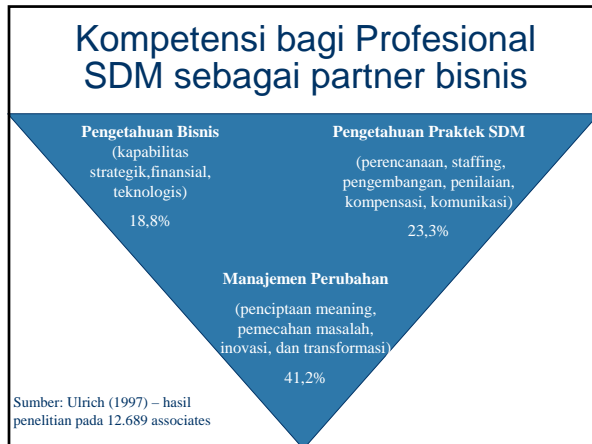 Kompetensi bagi Profesional
SDM sebagai partner bisnis
Pengetahuan Bisnis
(kapabilitas
strategik,finansial,
teknologis)
18,8%
Pengetahuan Praktek SDM
(perencanaan, staffing,
pengembangan, penilaian,
kompensasi, komunikasi)
23,3%
Manajemen Perubahan
(penciptaan meaning,
pemecahan masalah,
inovasi, dan transformasi)
41,2%
Sumber: Ulrich (1997) – hasil
penelitian pada 12.689 associates